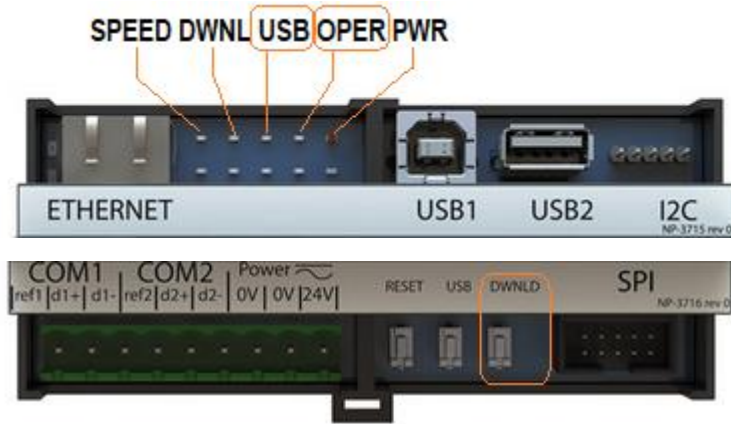 SPEED DWNL USB OPER PWR
ETHERNET USB1 USB2 I2C
NP-3715 rev 0
COM1 COM2 Power
ref1 d1+ d1- ref2 d2+ d2- 0V 0V 24V RESET USB DWNLD SPI
NP-3716 rev 0